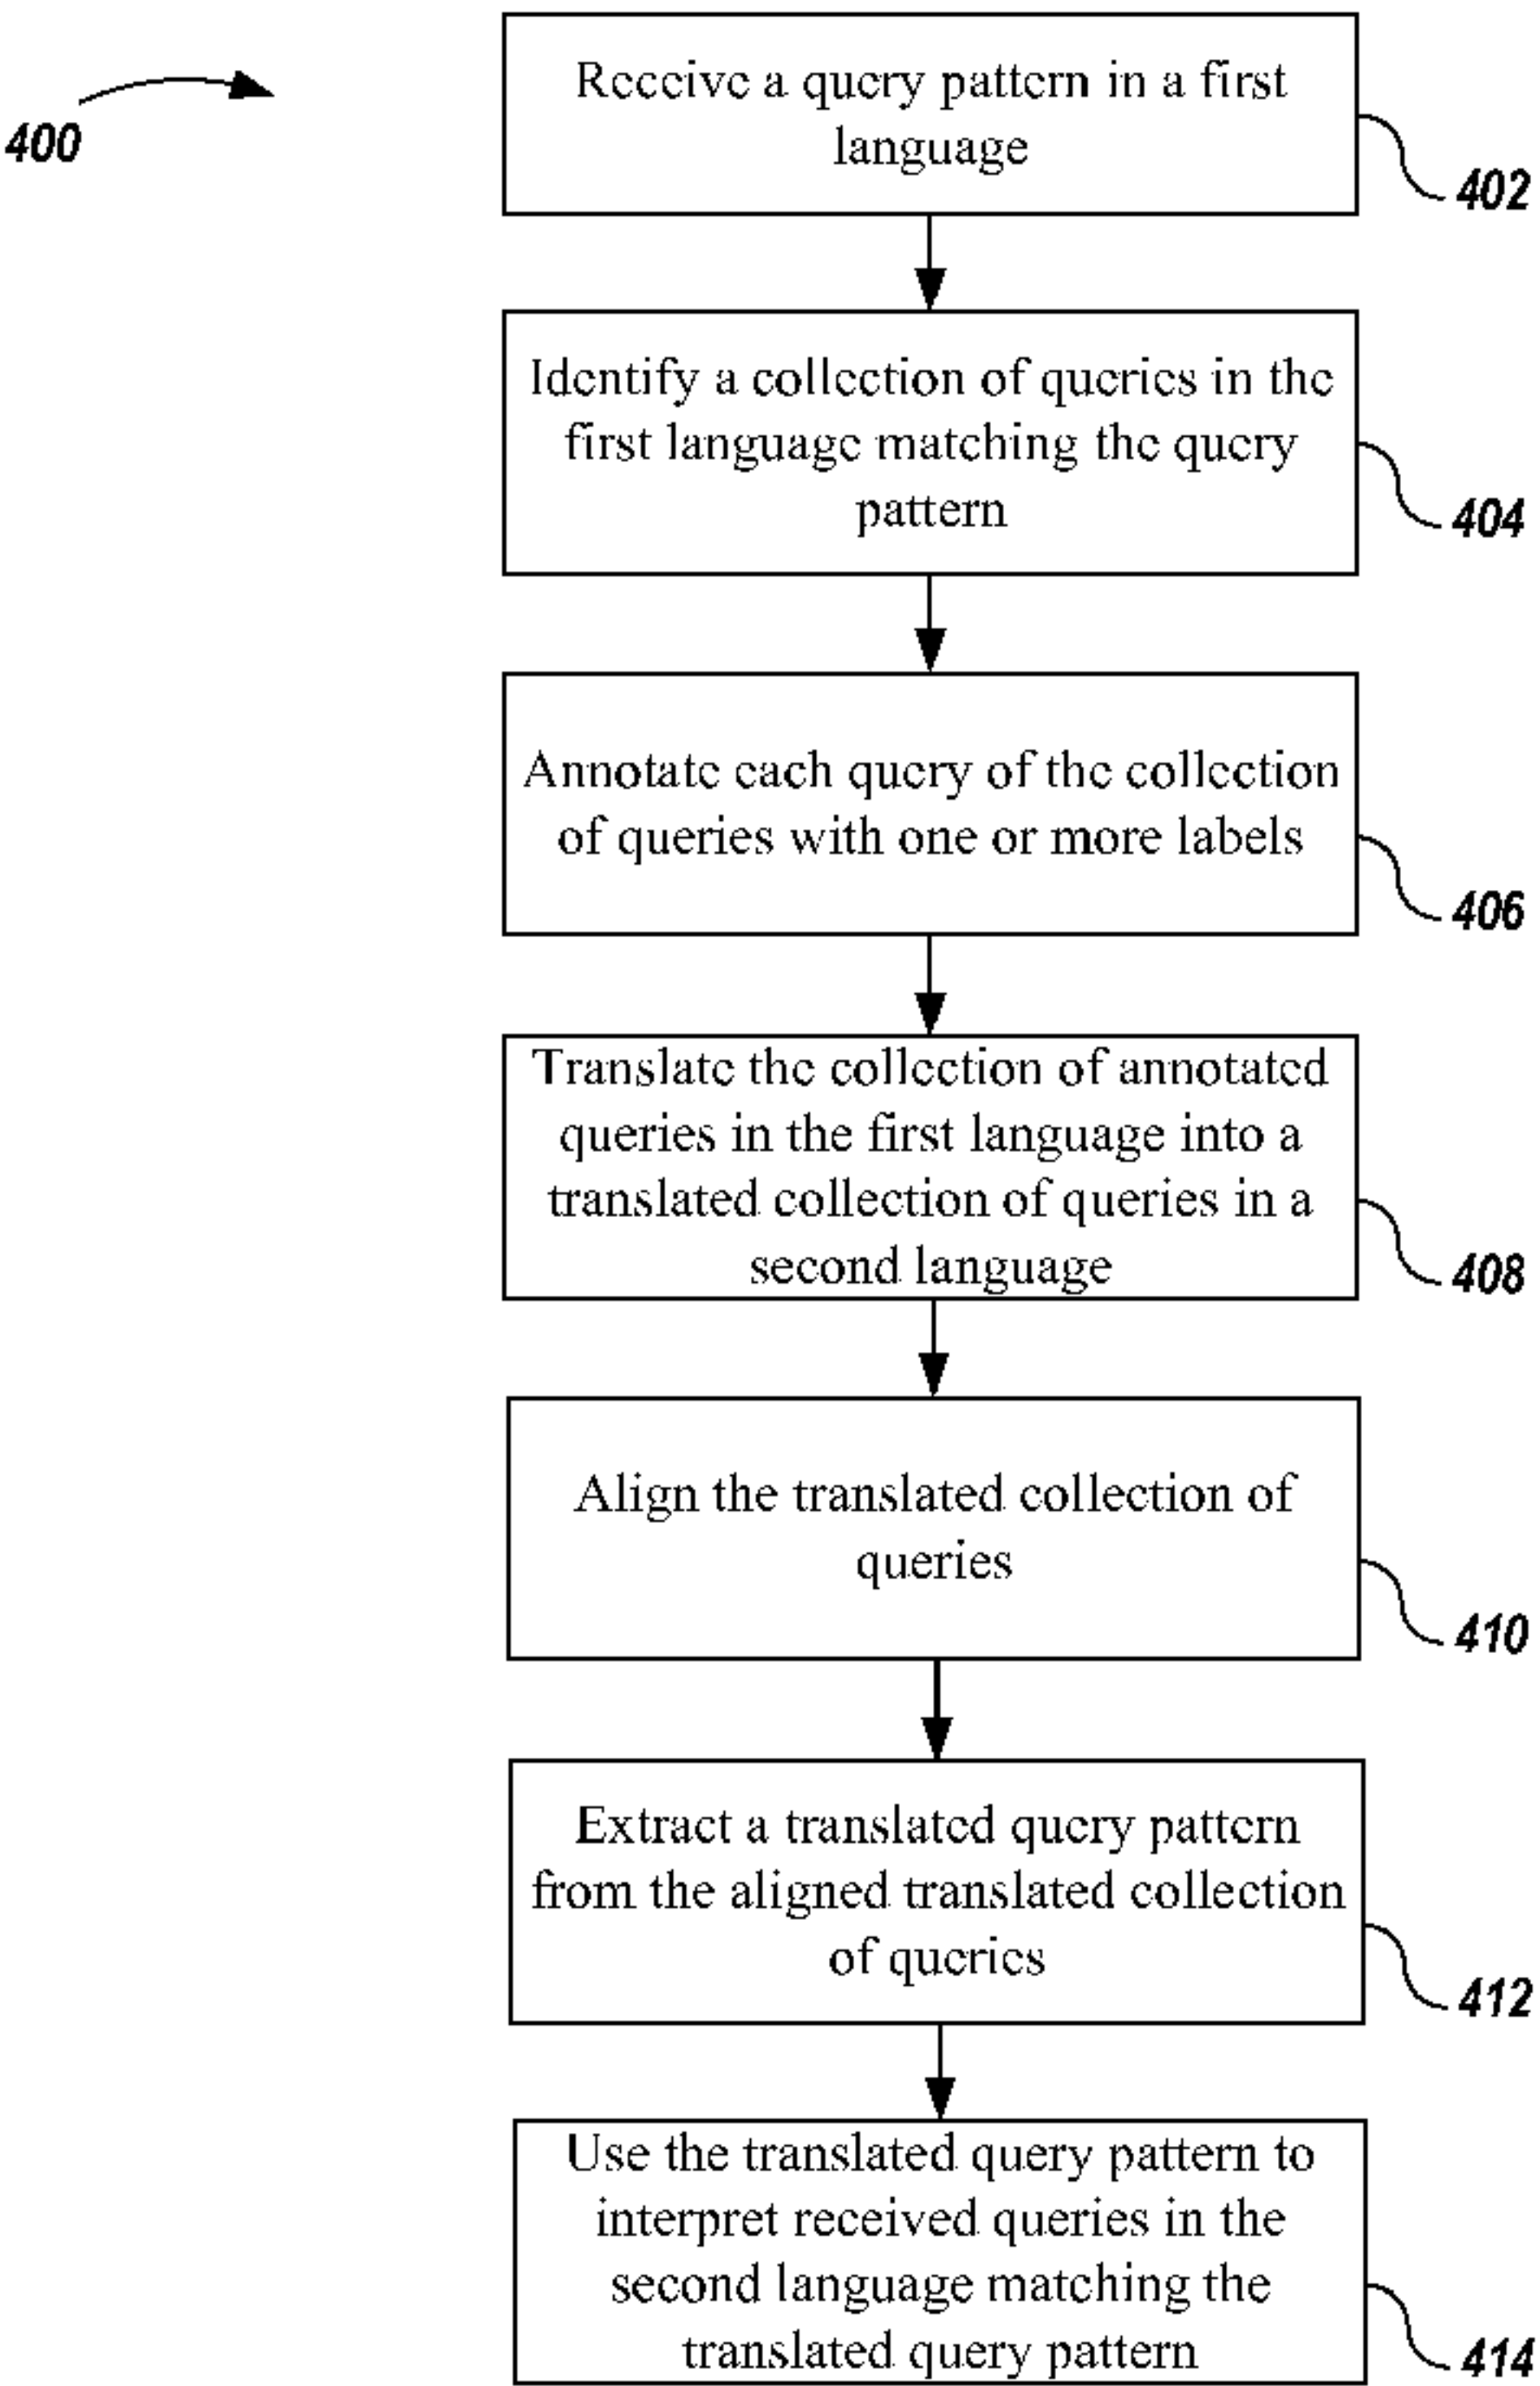 400
Receive a query pattern in a first
language
402
Identify a collection of queries in the
first language matching the query
pattern
404
Annotate each query of the collection
of queries with one or more labels
406
Translate the collection of annotated
queries in the first language into a
translated collection of queries in a
second language
408
Align the translated collection of
queries
410
Extract a translated query pattern
from the aligned translated collection
of queries
412
Use the translated query pattern to
interpret received queries in the
second language matching the
translated query pattern
414